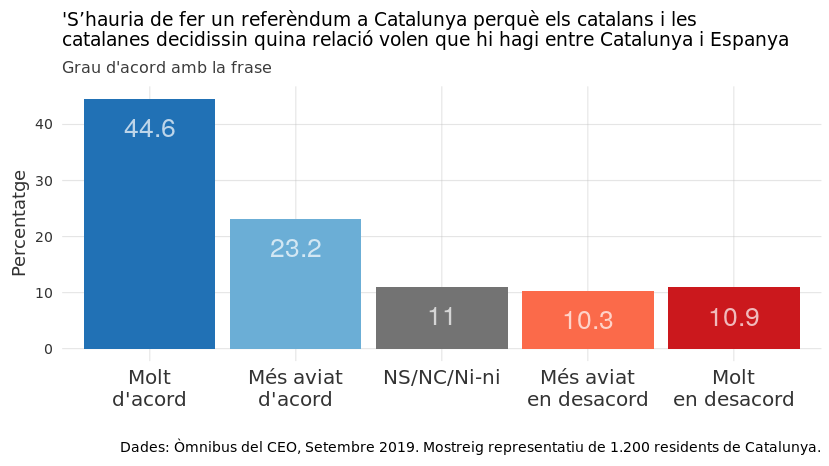 'S’hauria de fer un referèndum a Catalunya perquè els catalans i les
catalanes decidissin quina relació volen que hi hagi entre Catalunya i Espanya
Grau d'acord amb la frase
Percentatge
40
30
20
10
0
44.6
23.2
11
10.3
10.9
Molt
d'acord
Més aviat
d'acord
NS/NC/Ni-ni
Més aviat
en desacord
Molt
en desacord
Dades: Òmnibus del CEO, Setembre 2019. Mostreig representatiu de 1.200 residents de Catalunya.